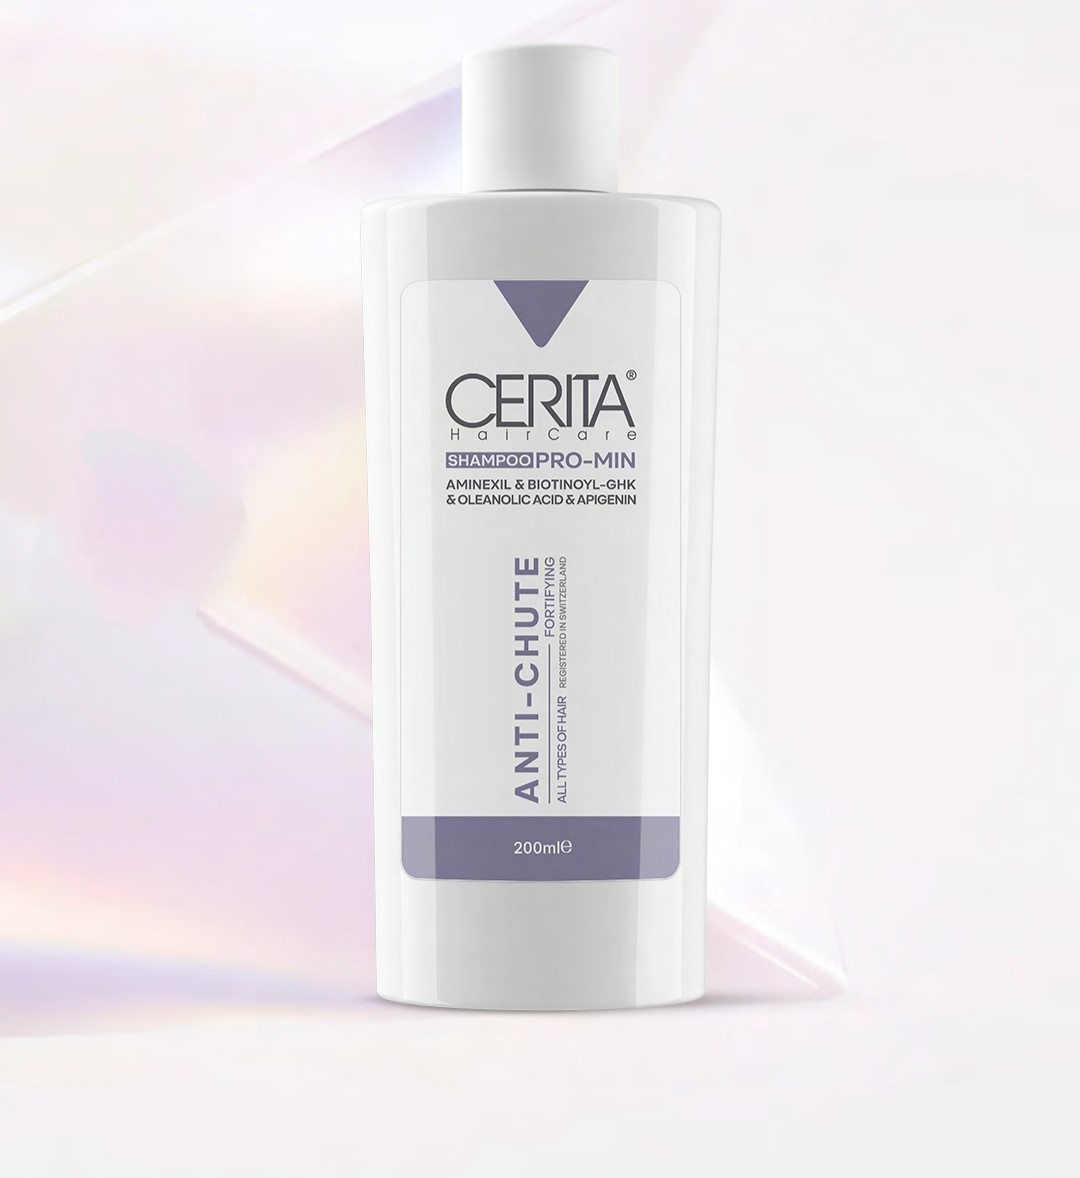 CERITA®
HairCare
SHAMPOO PRO-MIN
AMINEXIL & BIOTINOYL-GHK
& OLEANOLIC ACID & APIGENIN
ANTI-CHUTE
FORTIFYING
ALL TYPES OF HAIR
REGISTERED IN SWITZERLAND
200ml℮